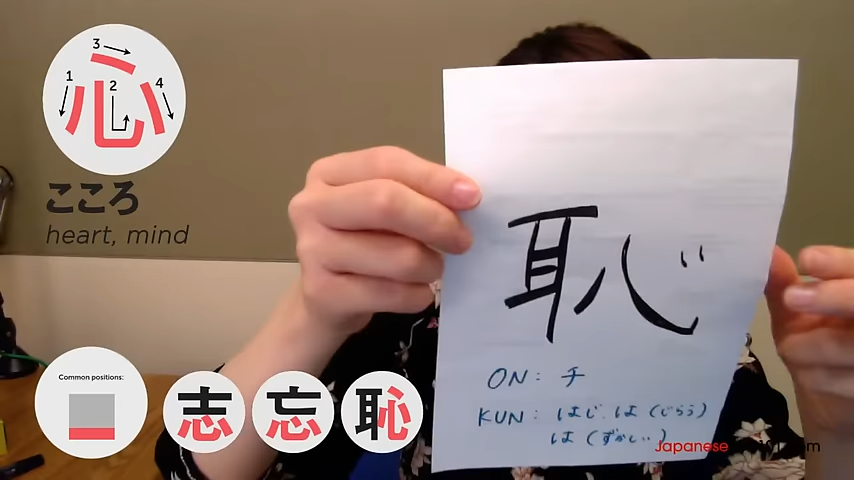 3
1
2
4
心
こころ
heart, mind
恥
ON: チ
KUN: はじ、は(じらう)
は(ずかしい)
Common positions:
志 忘 恥
Japanese